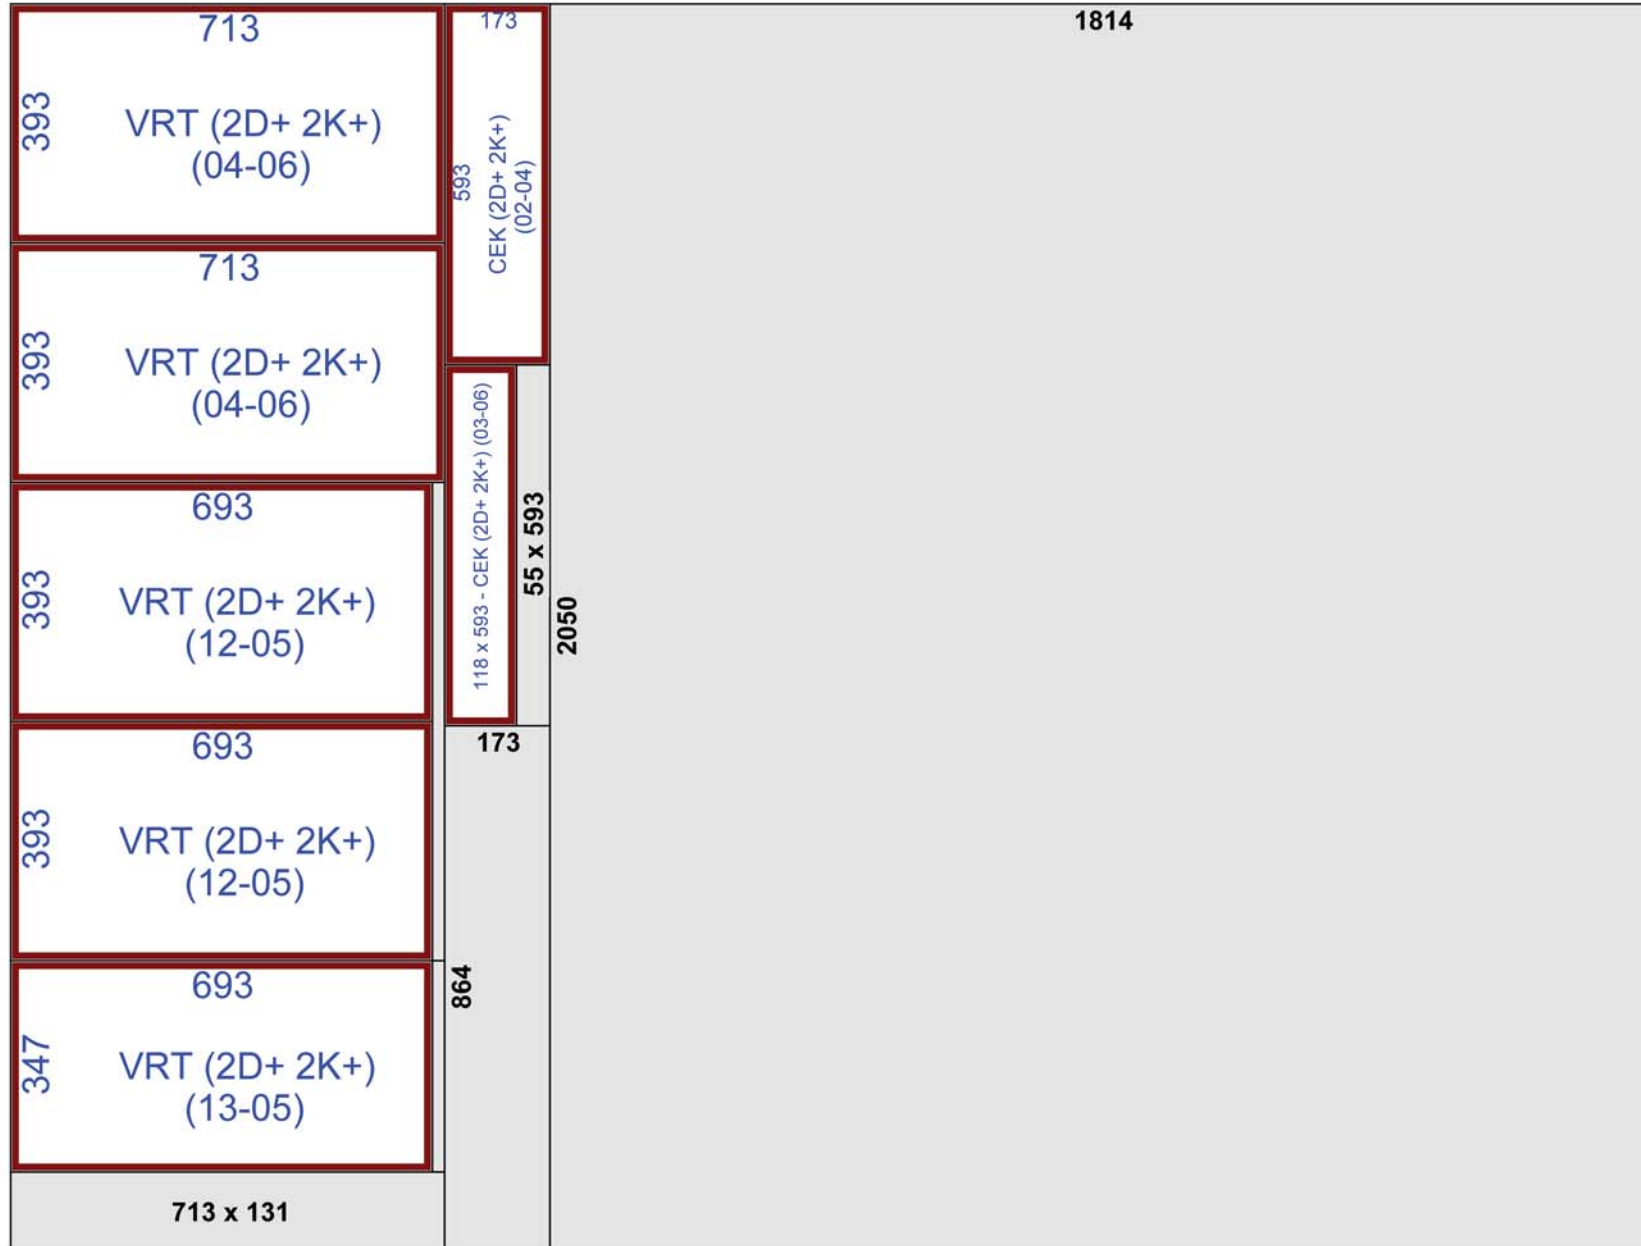 713
393
VRT (2D+ 2K+)
(04-06)
713
393
VRT (2D+ 2K+)
(04-06)
693
393
VRT (2D+ 2K+)
(12-05)
693
393
VRT (2D+ 2K+)
(12-05)
693
347
VRT (2D+ 2K+)
(13-05)
713 x 131
173
593
CEK (2D+ 2K+)
(02-04)
118 x 593 - CEK (2D+ 2K+) (03-06)
55 x 593
173
864
1814
2050